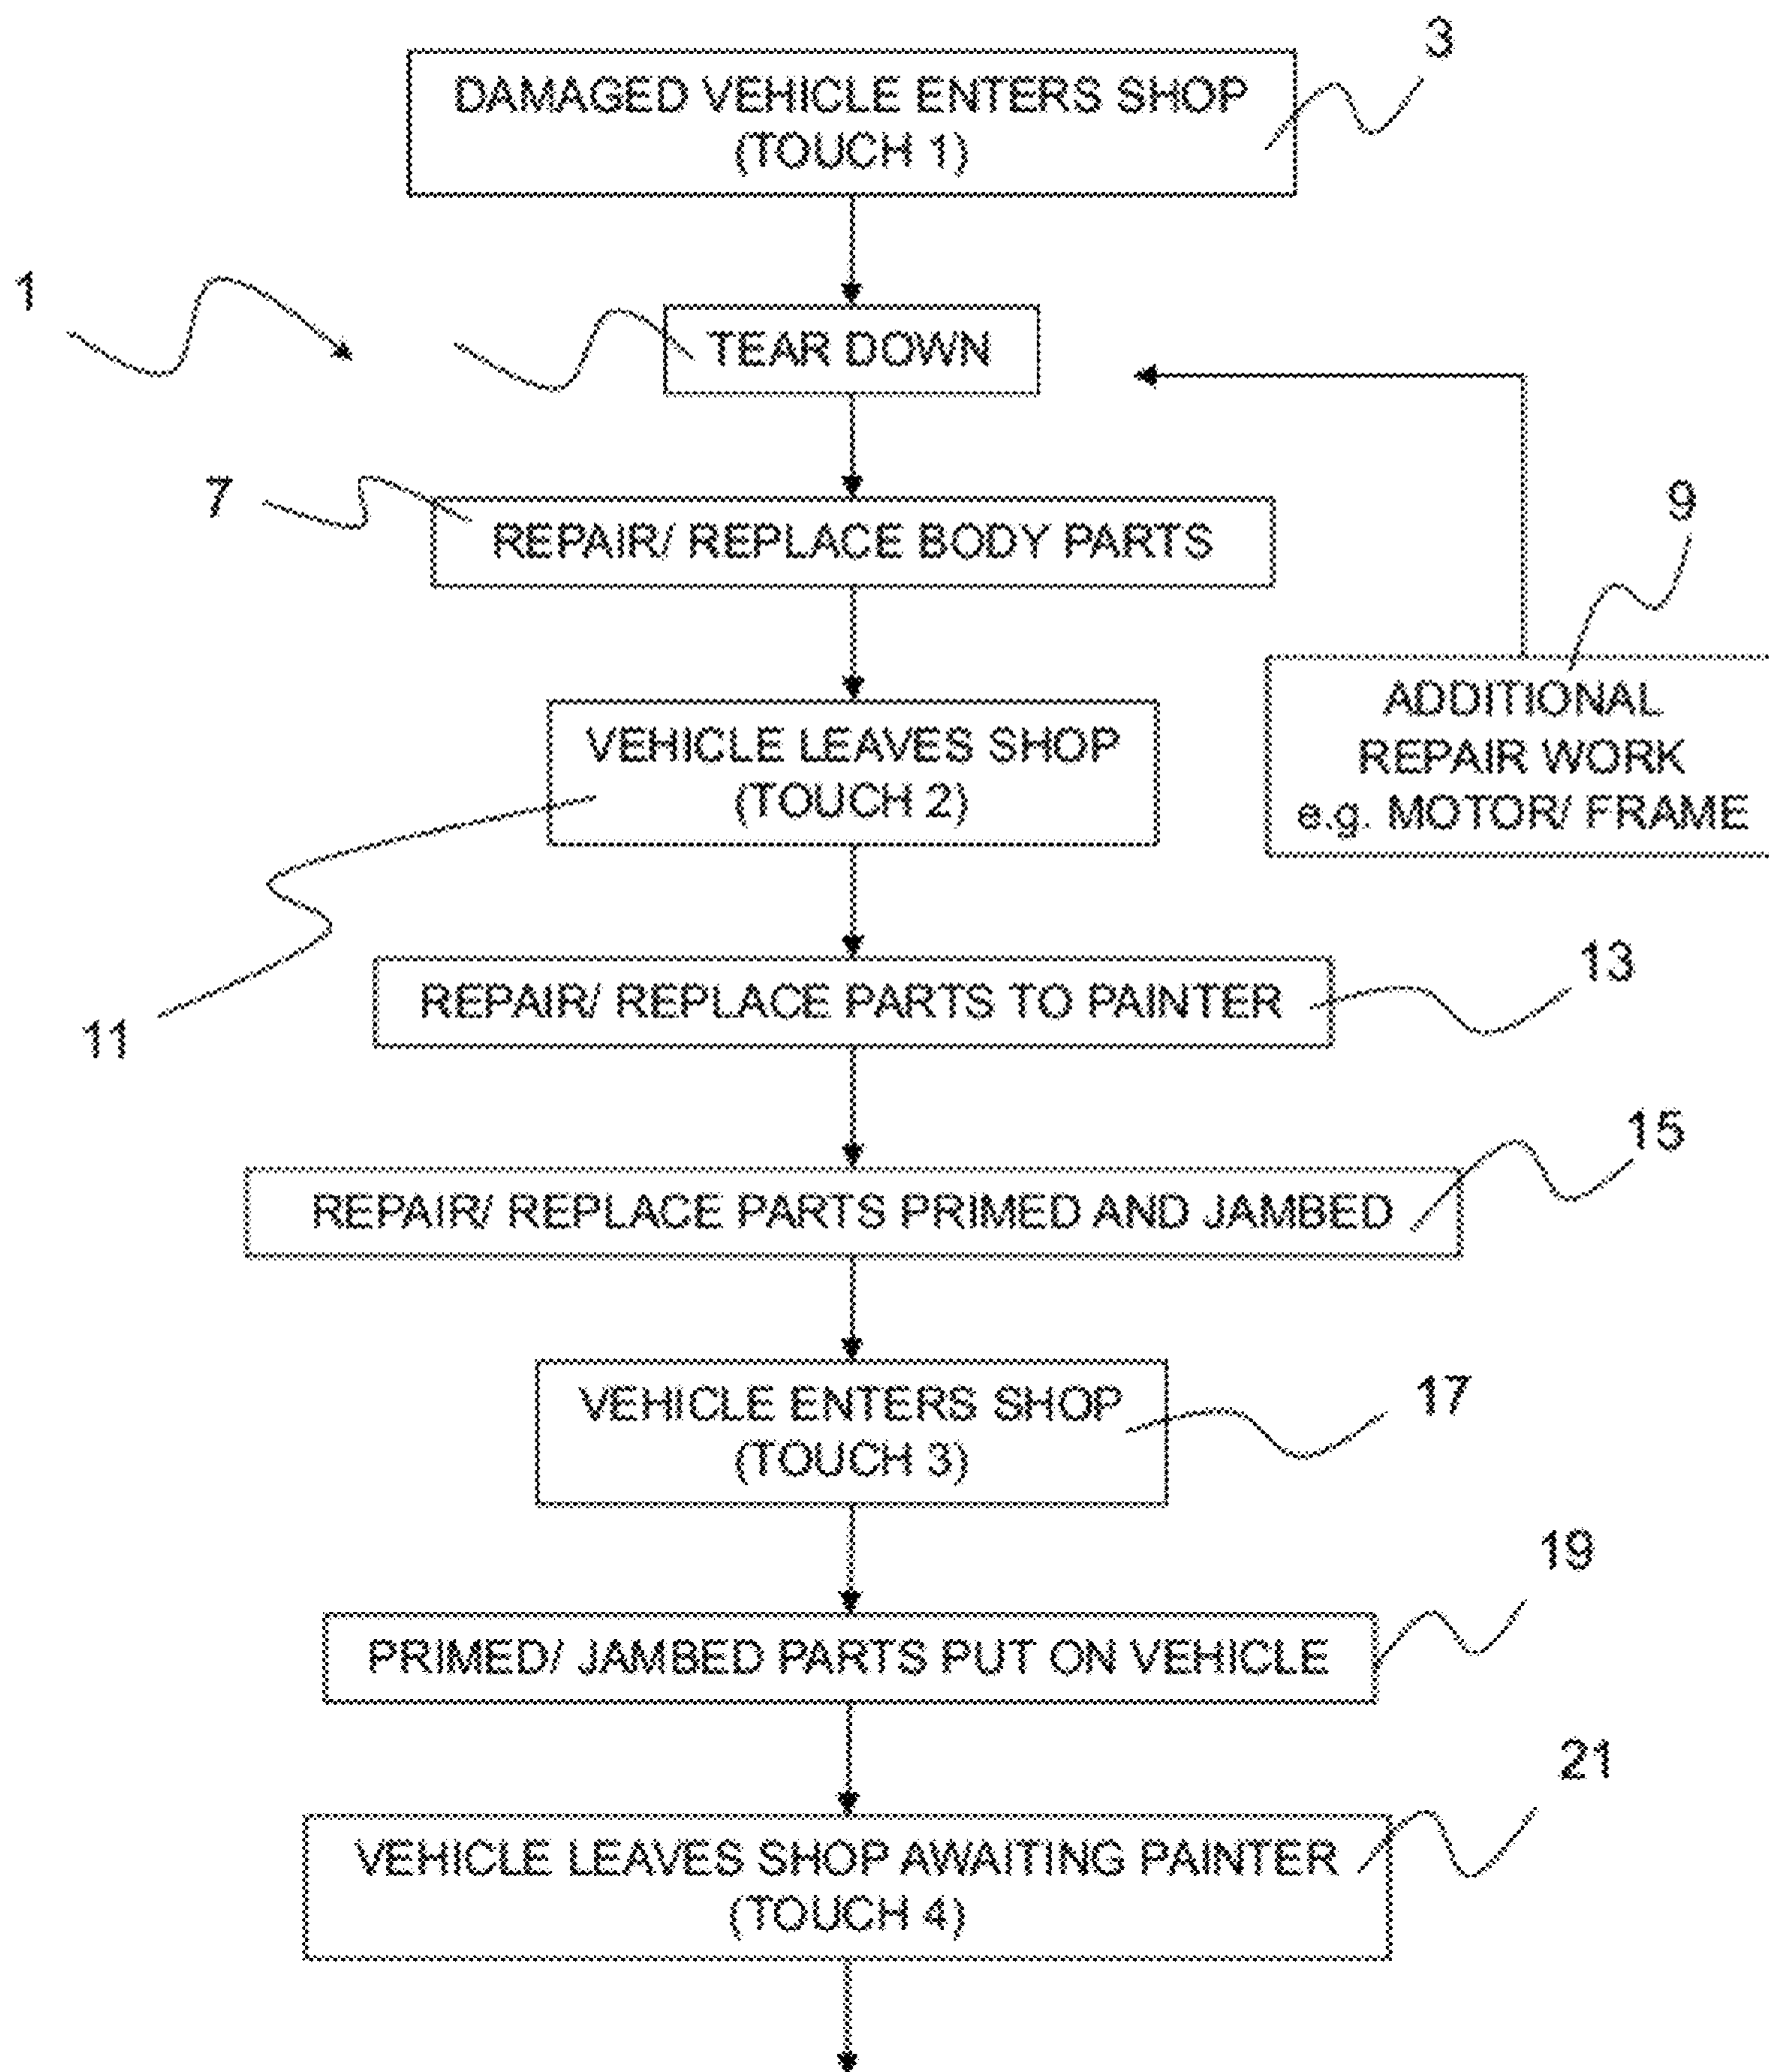 3
DAMAGED VEHICLE ENTERS SHOP
(TOUCH 1)
1
TEAR DOWN
7
REPAIR/ REPLACE BODY PARTS
9
ADDITIONAL
REPAIR WORK
e.g. MOTOR/ FRAME
VEHICLE LEAVES SHOP
(TOUCH 2)
11
REPAIR/ REPLACE PARTS TO PAINTER
13
15
REPAIR/ REPLACE PARTS PRIMED AND JAMBED
VEHICLE ENTERS SHOP
(TOUCH 3)
17
19
PRIMED/ JAMBED PARTS PUT ON VEHICLE
21
VEHICLE LEAVES SHOP AWAITING PAINTER
(TOUCH 4)